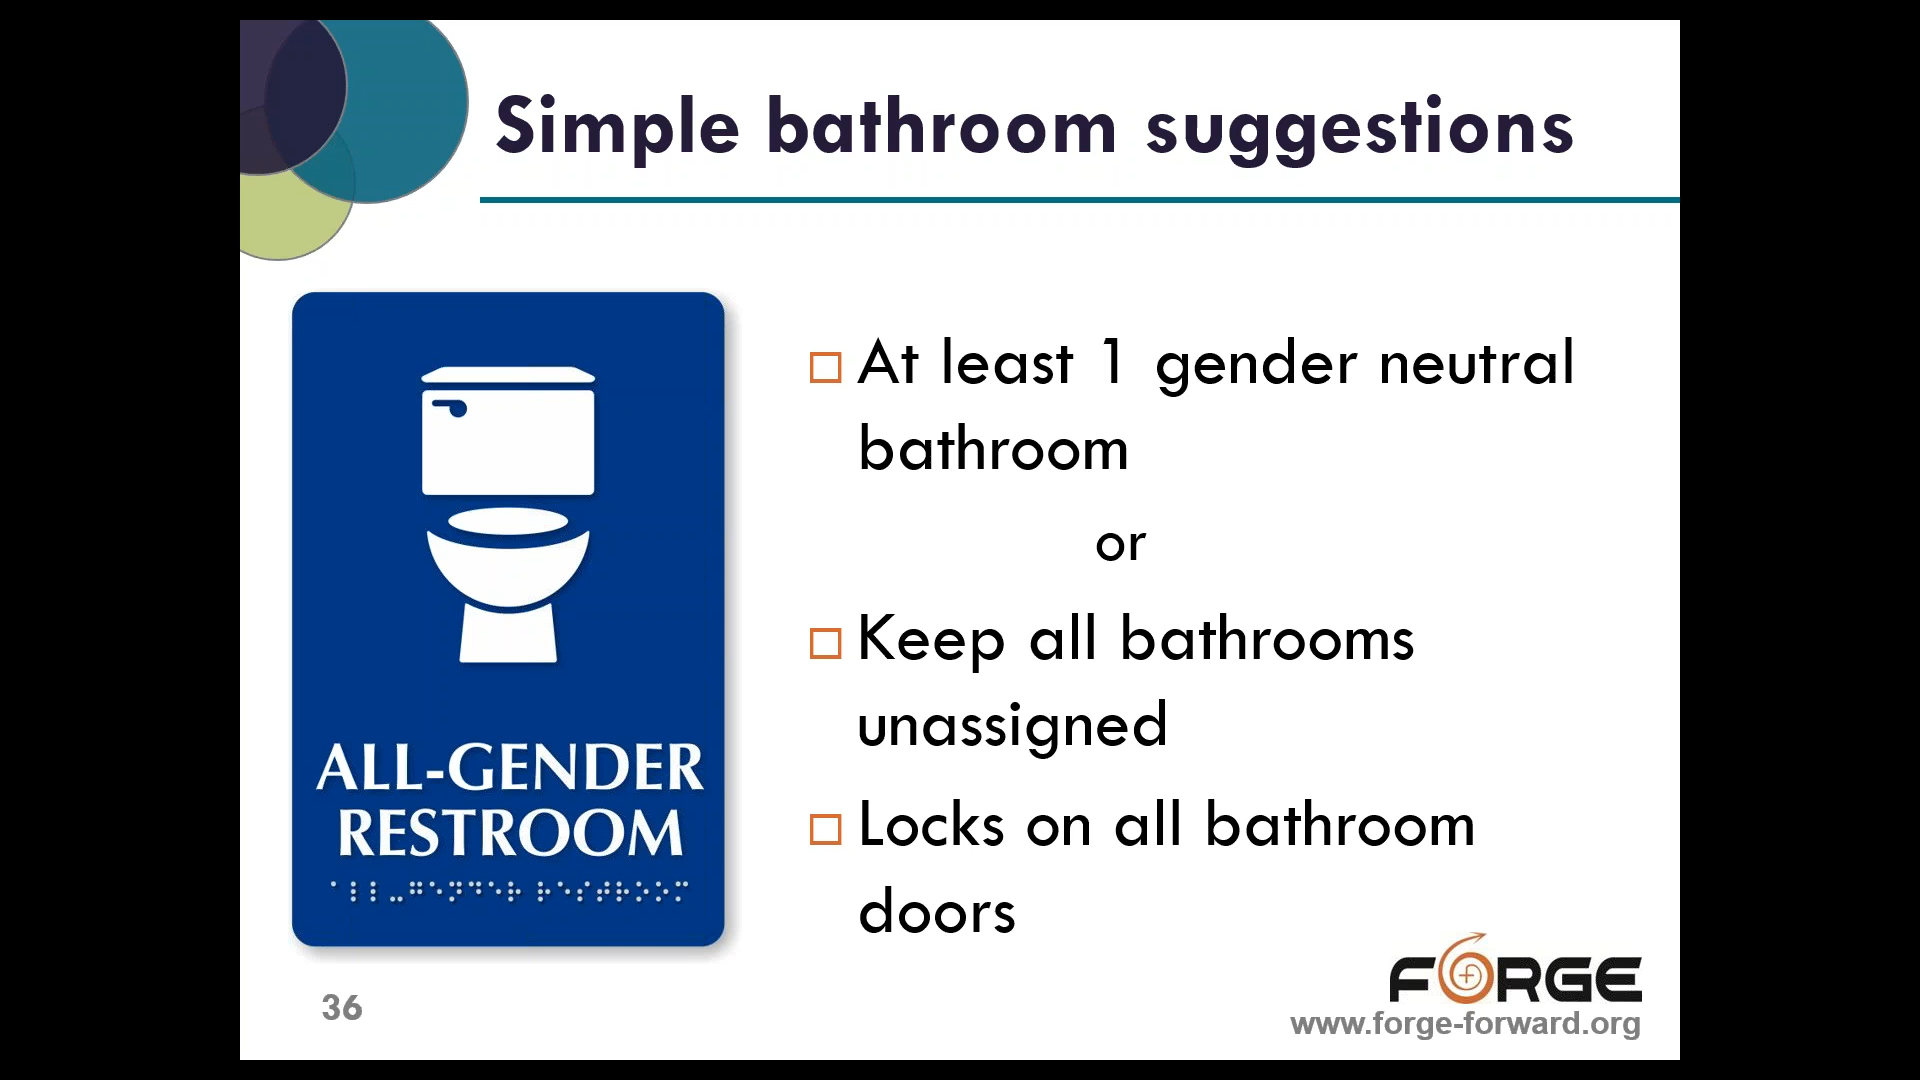 Simple bathroom suggestions
At least 1 gender neutral
bathroom
or
Keep all bathrooms
unassigned
Locks on all bathroom
doors
ALL-GENDER
RESTROOM
⠁⠇⠇⠤⠛⠑⠝⠙⠑⠗ ⠗⠑⠎⠞⠗⠕⠕⠍
36
FORGE
www.forge-forward.org